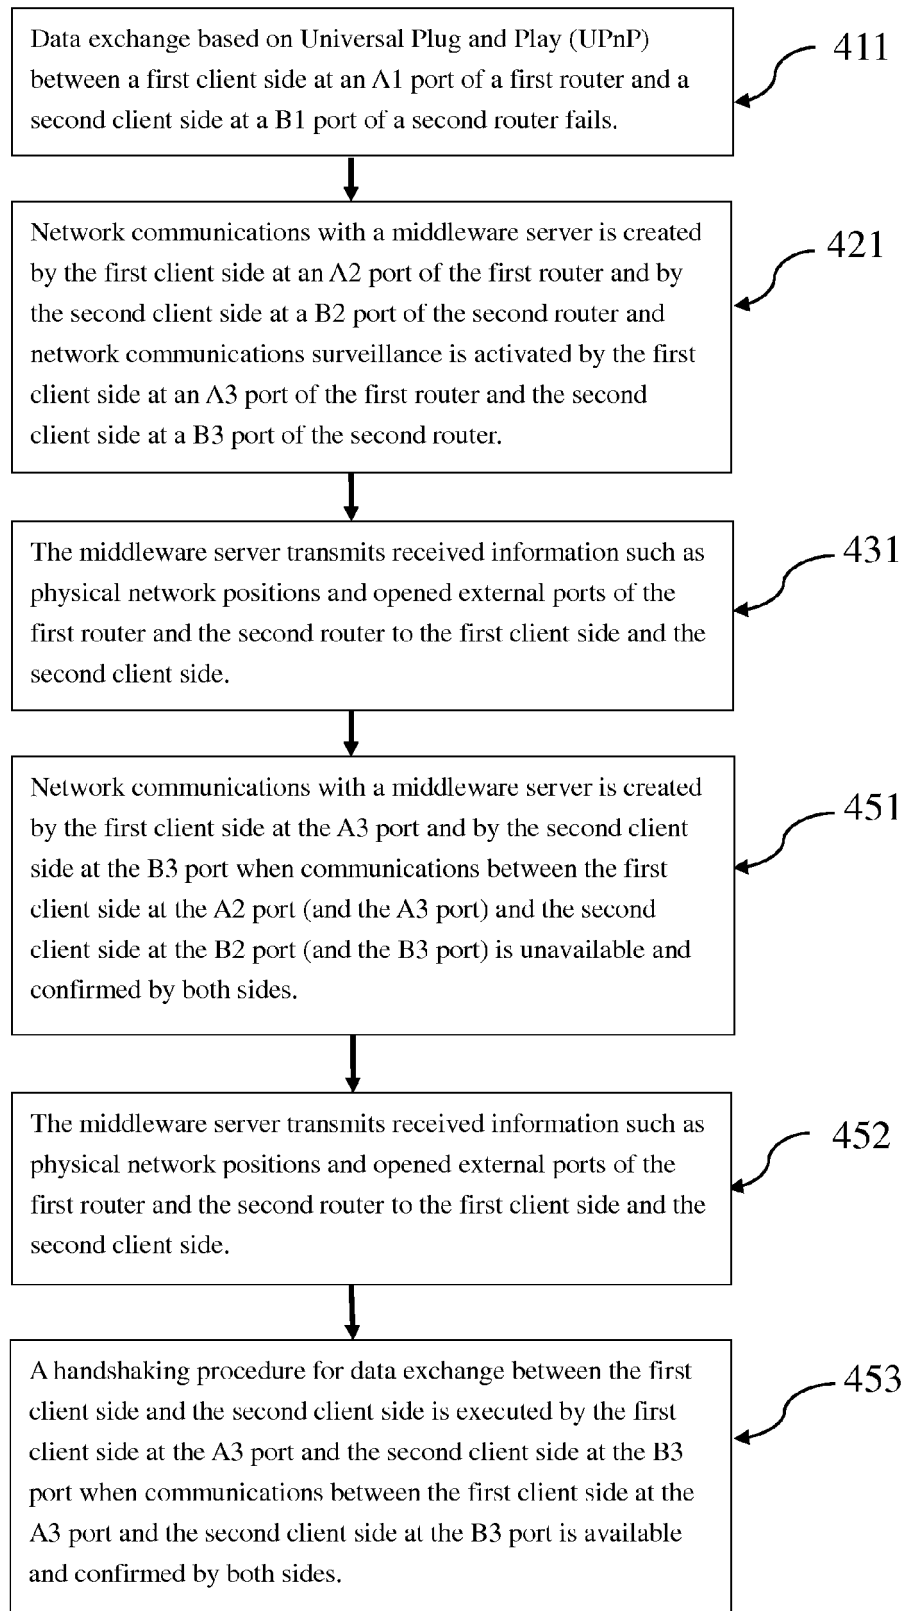 Data exchange based on Universal Plug and Play (UPnP)
between a first client side at an A1 port of a first router and a
second client side at a B1 port of a second router fails.
411
Network communications with a middleware server is created
by the first client side at an A2 port of the first router and by
the second client side at a B2 port of the second router and
network communications surveillance is activated by the first
client side at an A3 port of the first router and the second
client side at a B3 port of the second router.
421
The middleware server transmits received information such as
physical network positions and opened external ports of the
first router and the second router to the first client side and the
second client side.
431
Network communications with a middleware server is created
by the first client side at the A3 port and by the second client
side at the B3 port when communications between the first
client side at the A2 port (and the A3 port) and the second
client side at the B2 port (and the B3 port) is unavailable and
confirmed by both sides.
451
The middleware server transmits received information such as
physical network positions and opened external ports of the
first router and the second router to the first client side and the
second client side.
452
A handshaking procedure for data exchange between the first
client side and the second client side is executed by the first
client side at the A3 port and the second client side at the B3
port when communications between the first client side at the
A3 port and the second client side at the B3 port is available
and confirmed by both sides.
453